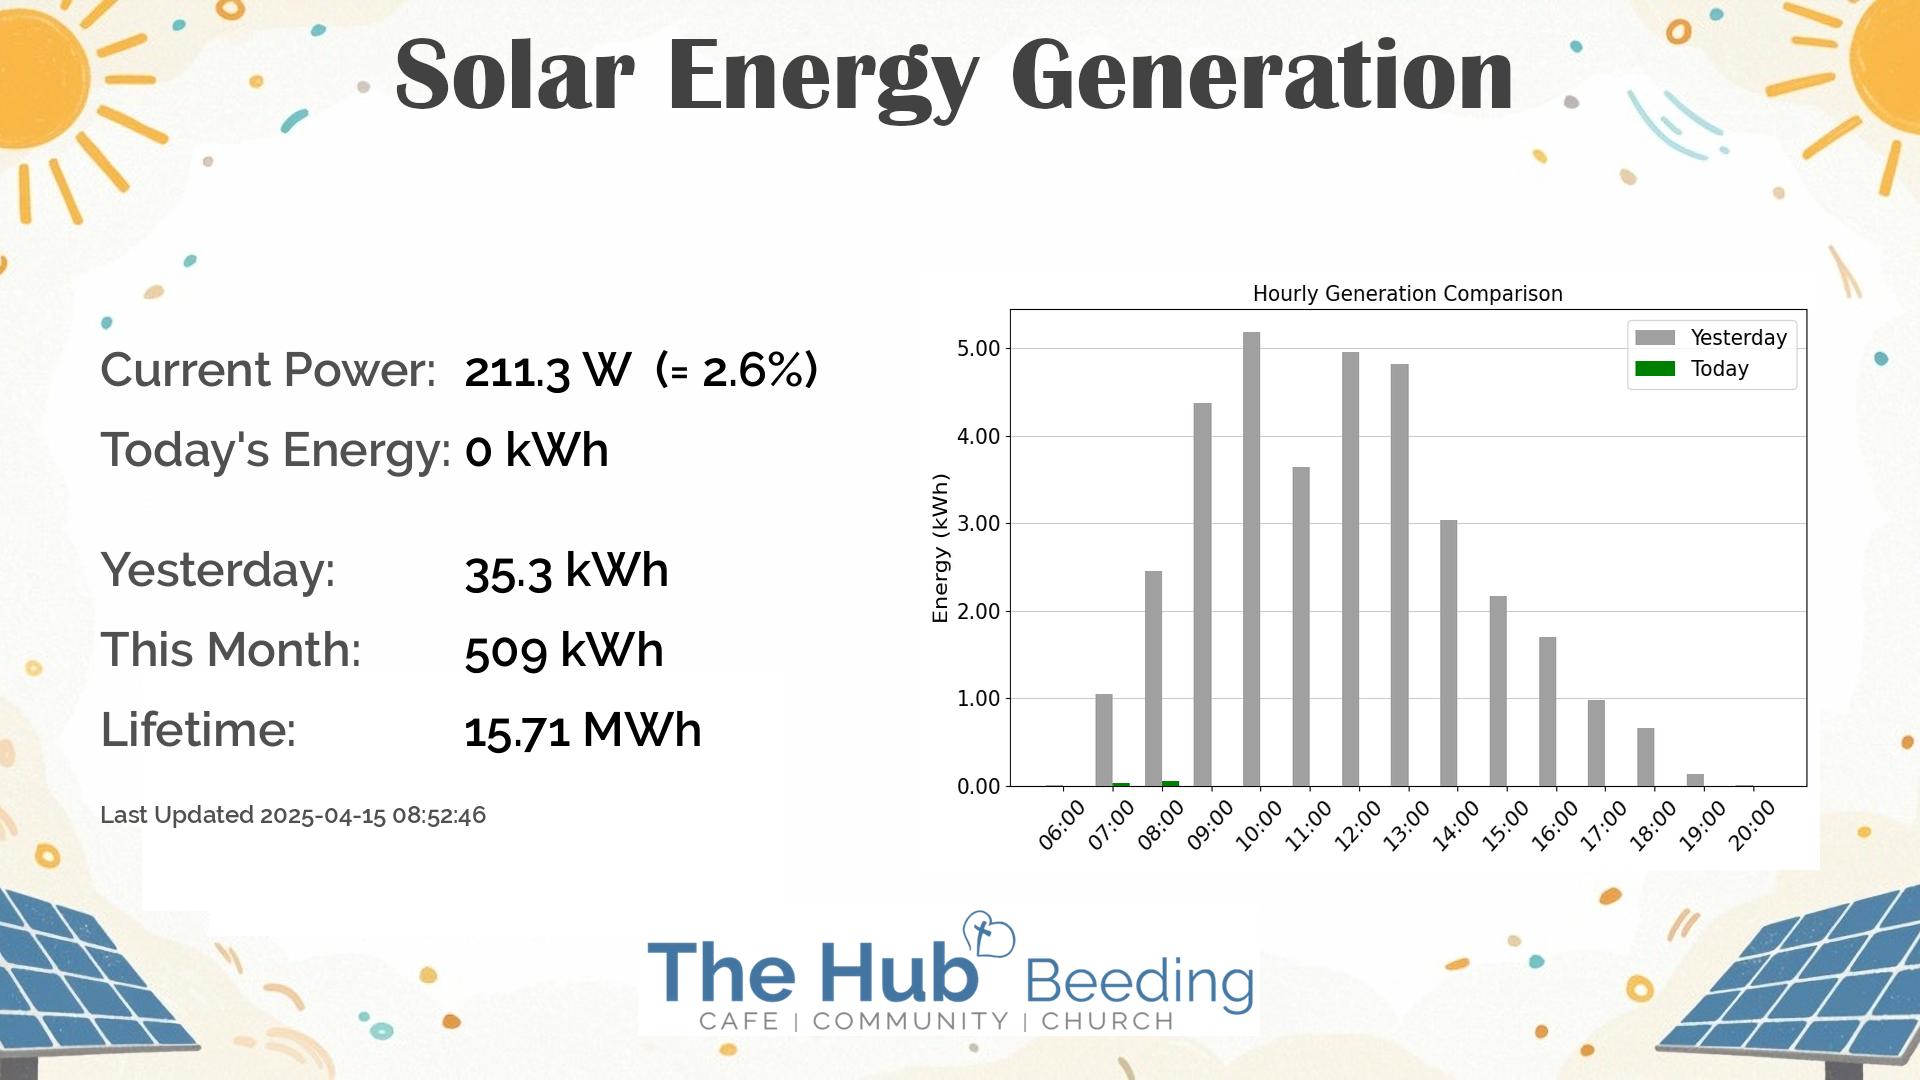 Solar Energy Generation
Current Power: 211.3 W (= 2.6%)
Today's Energy: 0 kWh
Yesterday: 35.3 kWh
This Month: 509 kWh
Lifetime: 15.71 MWh
Last Updated 2025-04-15 08:52:46
Hourly Generation Comparison
Yesterday
Today
Energy (kWh)
5.00
4.00
3.00
2.00
1.00
0.00
06:00 07:00 08:00 09:00 10:00 11:00 12:00 13:00 14:00 15:00 16:00 17:00 18:00 19:00 20:00
The Hub Beeding
CAFE | COMMUNITY | CHURCH